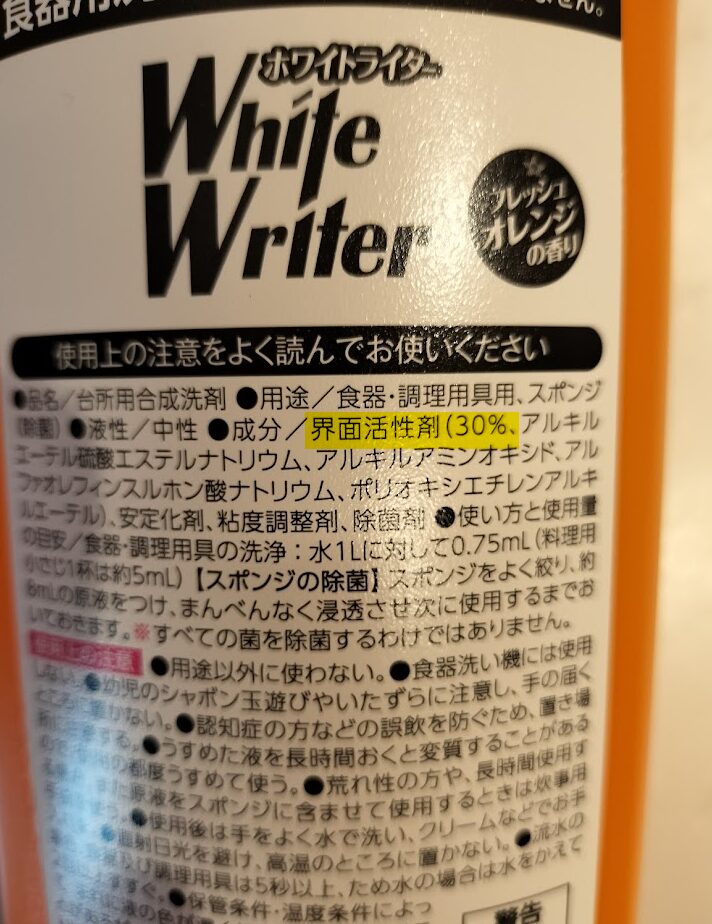 食器用
ません。
ホワイトライター
White
Writer
フレッシュ
オレンジ
の香り
使用上の注意をよく読んでお使いください
●品名/台所用合成洗剤 ●用途/食器・調理用具用、スポンジ
(除菌) ●液性/中性 ●成分/界面活性剤(30%、アルキル
エーテル硫酸エステルナトリウム、アルキルアミンオキシド、アル
ファオレフィンスルホン酸ナトリウム、ポリオキシエチレンアルキ
ルエーテル)、安定化剤、粘度調整剤、除菌剤 ●使い方と使用量
の目安/食器・調理用具の洗浄:水1Lに対して0.75mL(料理用
小さじ1杯は約5mL)【スポンジの除菌】スポンジをよく絞り、約
8mLの原液をつけ、まんべんなく浸透させ次に使用するまでお
いておきます。※すべての菌を除菌するわけではありません。
使用上の注意 ●用途以外に使わない。●食器洗い機には使用
しない。●幼児のシャボン玉遊びやいたずらに注意し、手の届く
ところに置かない。●認知症の方などの誤飲を防ぐため、置き場
所に注意する。●うすめた液を長時間おくと変質することがある
ので使用の都度うすめて使う。●荒れ性の方や、長時間使用す
る場合、また原液をスポンジに含ませて使用するときは炊事用
●使用後は手をよく水で洗い、クリームなどでお手
●直射日光を避け、高温のところに置かない。●流水の
及び調理用具は5秒以上、ため水の場合は水をかえて
すすぐ。●保管条件・温度条件によっ
液の色が
警告